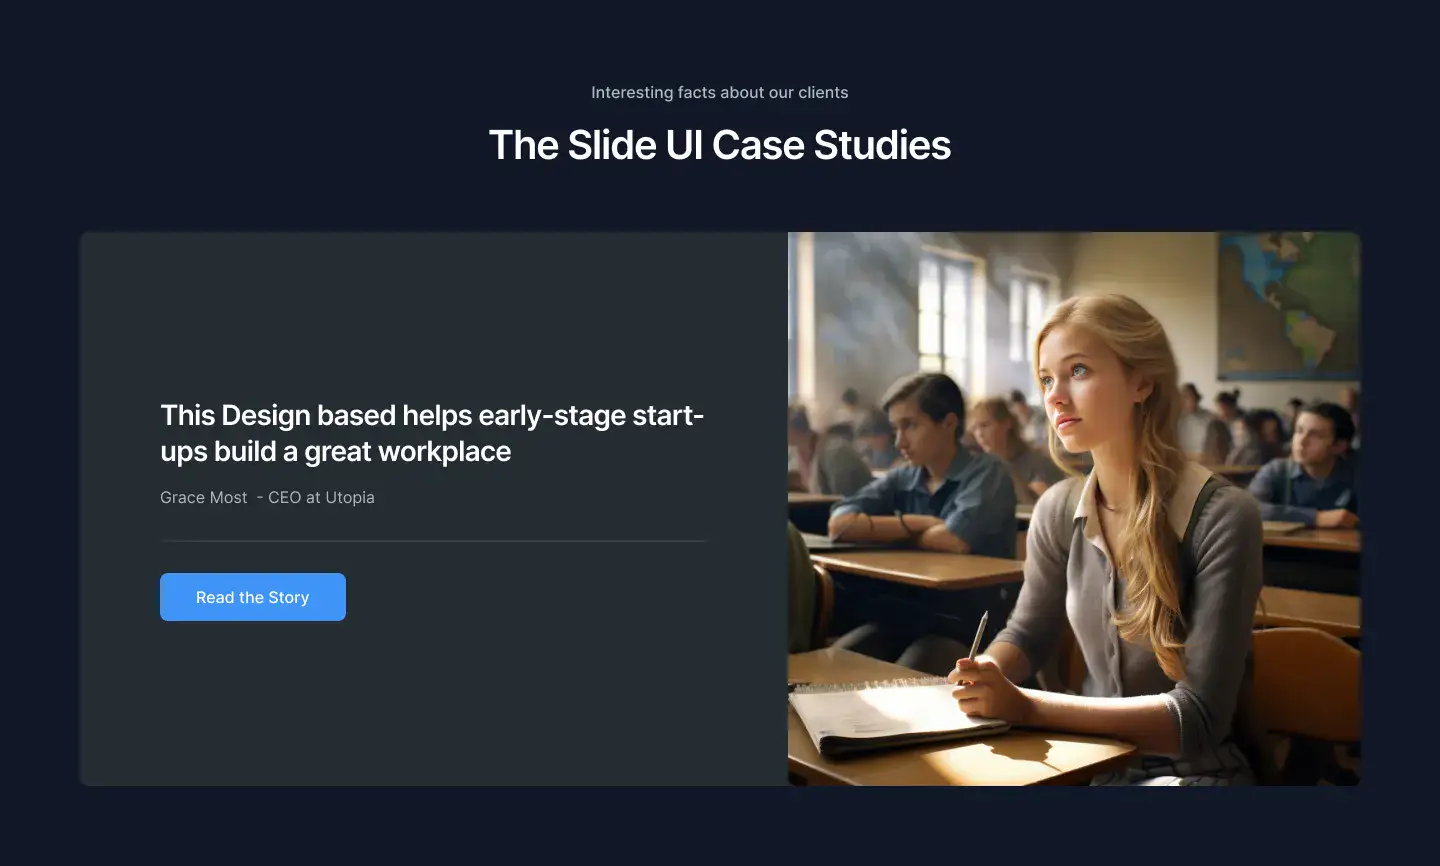 Interesting facts about our clients
The Slide UI Case Studies
This Design based helps early-stage start-
ups build a great workplace
Grace Most  - CEO at Utopia
Read the Story